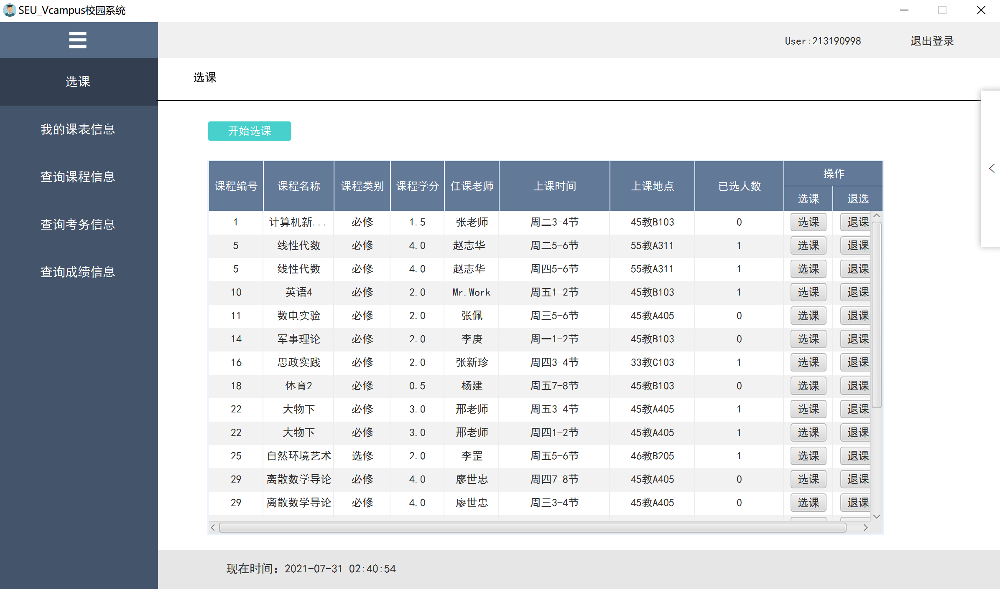 SEU_Vcampus校园系统
User:213190998 退出登录
选课
我的课表信息
查询课程信息
查询考务信息
查询成绩信息
选课
开始选课
课程编号 课程名称 课程类别 课程学分 任课老师 上课时间 上课地点 已选人数 操作
选课 退选
1 计算机新... 必修 1.5 张老师 周二3-4节 45教B103 0 选课 退课
5 线性代数 必修 4.0 赵志华 周二5-6节 55教A311 1 选课 退课
5 线性代数 必修 4.0 赵志华 周四5-6节 55教A311 1 选课 退课
10 英语4 必修 2.0 Mr.Work 周五1-2节 45教B103 1 选课 退课
11 数电实验 必修 2.0 张佩 周三5-6节 45教A405 0 选课 退课
14 军事理论 必修 2.0 李庚 周一1-2节 45教B103 0 选课 退课
16 思政实践 必修 2.0 张新珍 周四3-4节 33教C103 1 选课 退课
18 体育2 必修 0.5 杨建 周五7-8节 45教B103 0 选课 退课
22 大物下 必修 3.0 邢老师 周五3-4节 45教A405 1 选课 退课
22 大物下 必修 3.0 邢老师 周四1-2节 45教A405 1 选课 退课
25 自然环境艺术 选修 2.0 李罡 周五5-6节 46教B205 1 选课 退课
29 离散数学导论 必修 4.0 廖世忠 周四7-8节 45教A405 0 选课 退课
29 离散数学导论 必修 4.0 廖世忠 周三3-4节 45教A405 0 选课 退课
现在时间：2021-07-31 02:40:54